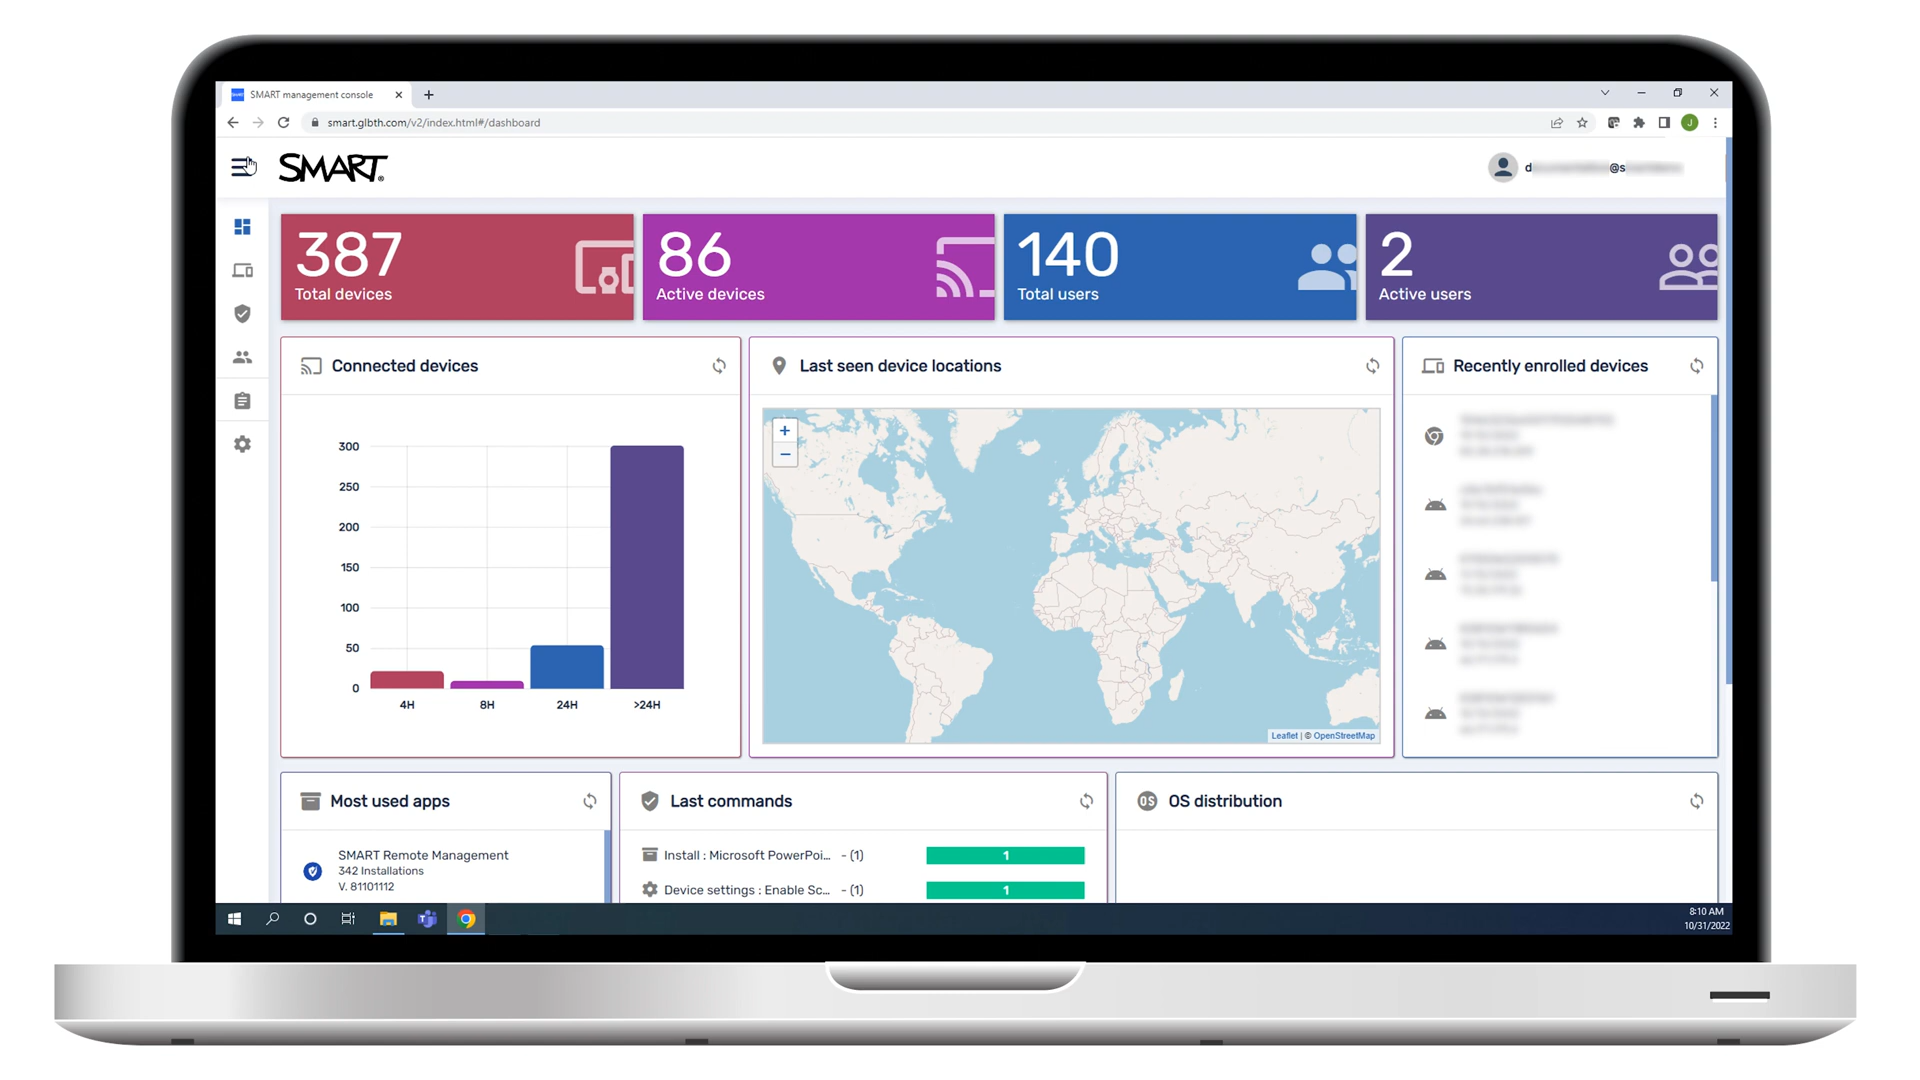 SMART management console
smart.glbth.com/v2/index.html#/dashboard
J
SMART
387
Total devices
86
Active devices
140
Total users
2
Active users
Connected devices
300
250
200
150
100
50
0
4H
8H
24H
>24H
Last seen device locations
+
−
Leaflet | © OpenStreetMap
Recently enrolled devices
Most used apps
SMART Remote Management
342 Installations
V. 81101112
Last commands
Install : Microsoft PowerPoi... - (1)
1
Device settings : Enable Sc... - (1)
1
OS
OS distribution
8:10 AM
10/31/2022